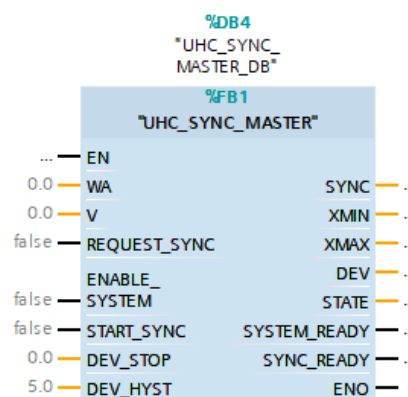 %DB4
"UHC_SYNC_
MASTER_DB"
%FB1
"UHC_SYNC_MASTER"
... EN
0.0 WA SYNC
0.0 V XMIN
false REQUEST_SYNC XMAX
ENABLE_ DEV
false SYSTEM STATE
false START_SYNC SYSTEM_READY
0.0 DEV_STOP SYNC_READY
5.0 DEV_HYST ENO